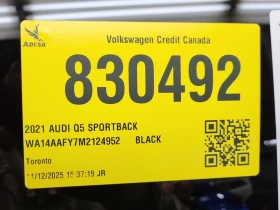 ADESA
Volkswagen Credit Canada
830492
2021 AUDI Q5 SPORTBACK
WA14AAFY7M2124952 BLACK
Toronto
11/12/2025 15:37:19 JR